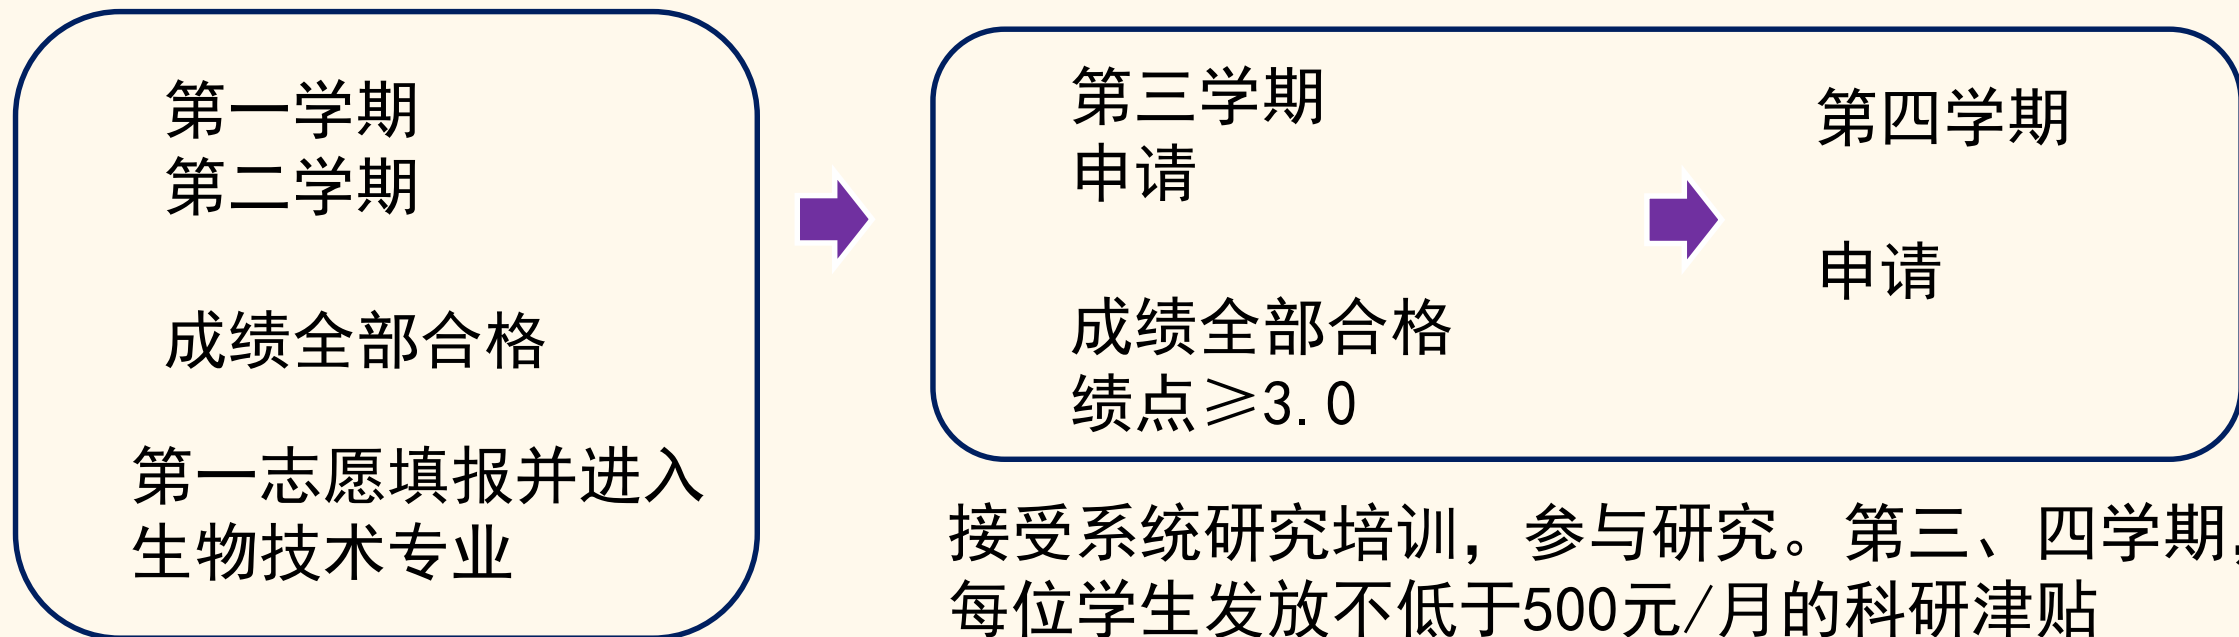 第一学期
第二学期
成绩全部合格
第一志愿填报并进入
生物技术专业
第三学期
申请
成绩全部合格
绩点≥3.0
第四学期
申请
接受系统研究培训，参与研究。第三、四学期，
每位学生发放不低于500元/月的科研津贴